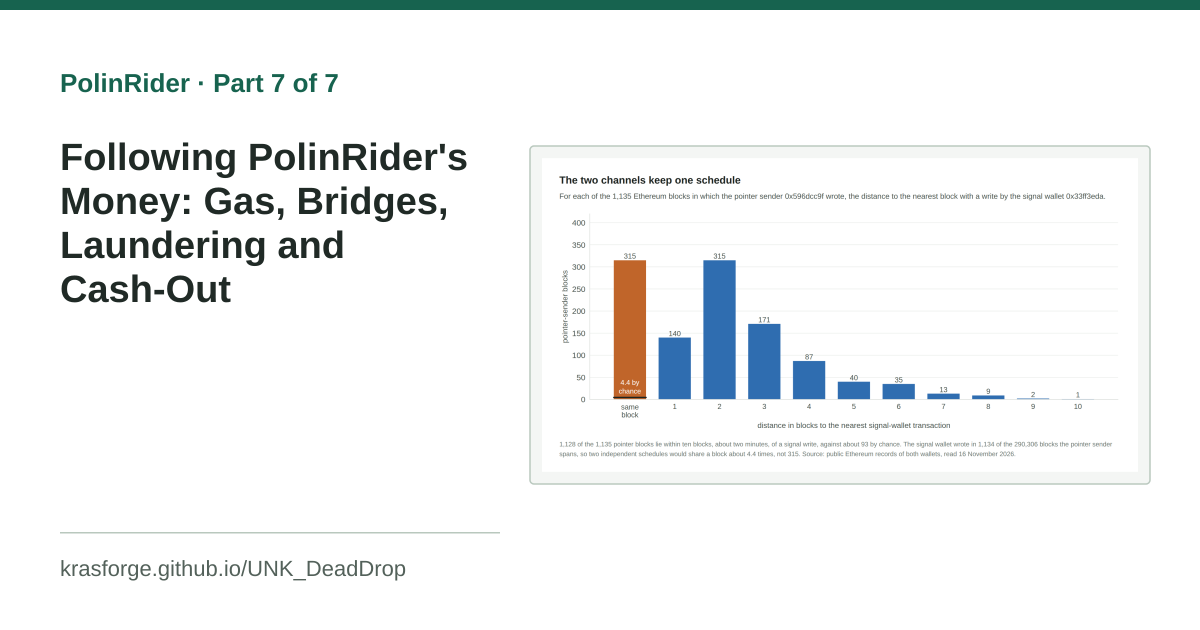 PolinRider · Part 7 of 7
Following PolinRider's
Money: Gas, Bridges,
Laundering and
Cash-Out
The two channels keep one schedule
For each of the 1,135 Ethereum blocks in which the pointer sender 0x596dcc9f wrote, the distance to the nearest block with a write by the signal wallet 0x33ff3eda.
pointer-sender blocks
400
350
300
250
200
150
100
50
0
315
140
315
171
87
40
35
13
9
2
1
4.4 by
chance
same
block
1
2
3
4
5
6
7
8
9
10
distance in blocks to the nearest signal-wallet transaction
1,128 of the 1,135 pointer blocks lie within ten blocks, about two minutes, of a signal write, against about 93 by chance. The signal wallet wrote in 1,134 of the 290,306 blocks the pointer sender
spans, so two independent schedules would share a block about 4.4 times, not 315. Source: public Ethereum records of both wallets, read 16 November 2026.
krasforge.github.io/UNK_DeadDrop